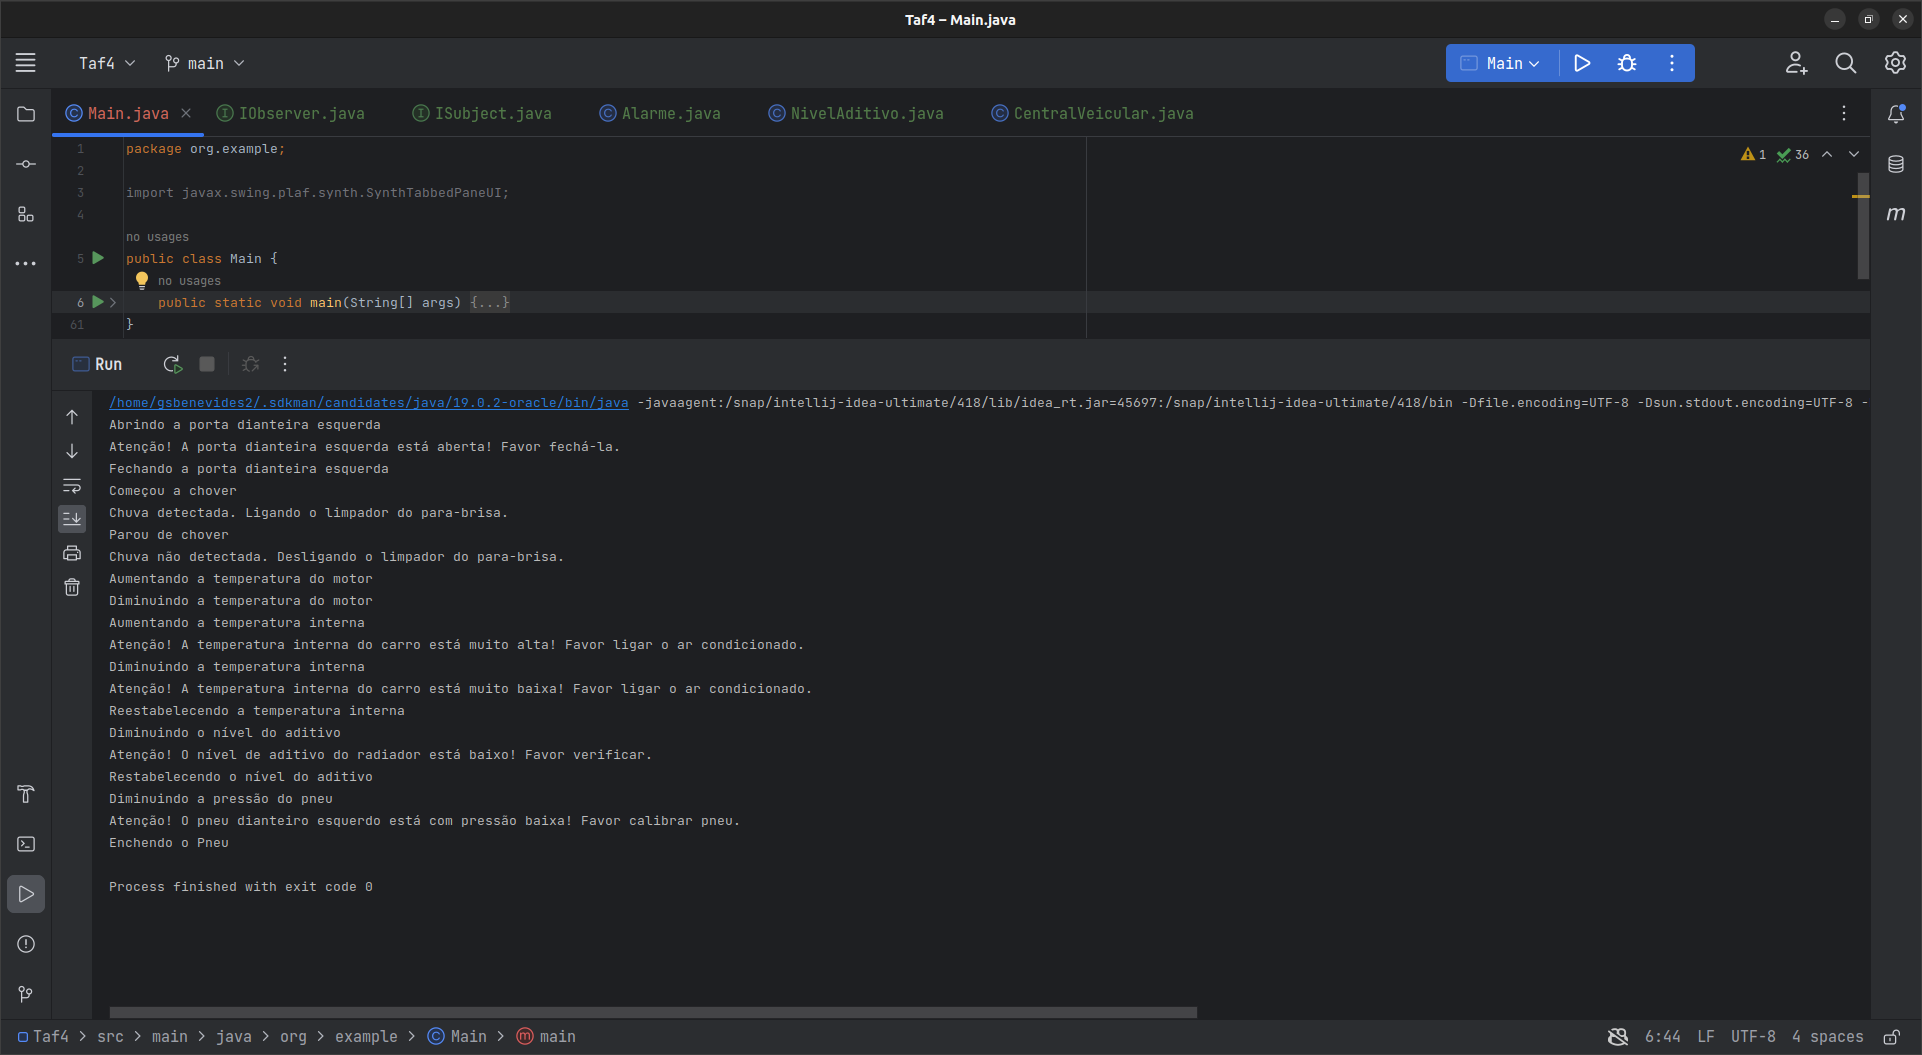 Taf4 – Main.java
Taf4 main Main
Main.java IObserver.java ISubject.java Alarme.java NivelAditivo.java CentralVeicular.java
1 package org.example; 1 36
2
3 import javax.swing.plaf.synth.SynthTabbedPaneUI;
4
no usages
5 public class Main {
no usages
6 public static void main(String[] args) {...}
61 }
Run
/home/gsbenevides2/.sdkman/candidates/java/19.0.2-oracle/bin/java -javaagent:/snap/intellij-idea-ultimate/418/lib/idea_rt.jar=45697:/snap/intellij-idea-ultimate/418/bin -Dfile.encoding=UTF-8 -Dsun.stdout.encoding=UTF-8 -
Abrindo a porta dianteira esquerda
Atenção! A porta dianteira esquerda está aberta! Favor fechá-la.
Fechando a porta dianteira esquerda
Começou a chover
Chuva detectada. Ligando o limpador do para-brisa.
Parou de chover
Chuva não detectada. Desligando o limpador do para-brisa.
Aumentando a temperatura do motor
Diminuindo a temperatura do motor
Aumentando a temperatura interna
Atenção! A temperatura interna do carro está muito alta! Favor ligar o ar condicionado.
Diminuindo a temperatura interna
Atenção! A temperatura interna do carro está muito baixa! Favor ligar o ar condicionado.
Reestabelecendo a temperatura interna
Diminuindo o nível do aditivo
Atenção! O nível de aditivo do radiador está baixo! Favor verificar.
Restabelecendo o nível do aditivo
Diminuindo a pressão do pneu
Atenção! O pneu dianteiro esquerdo está com pressão baixa! Favor calibrar pneu.
Enchendo o Pneu
Process finished with exit code 0
Taf4 > src > main > java > org > example > Main > main 6:44 LF UTF-8 4 spaces